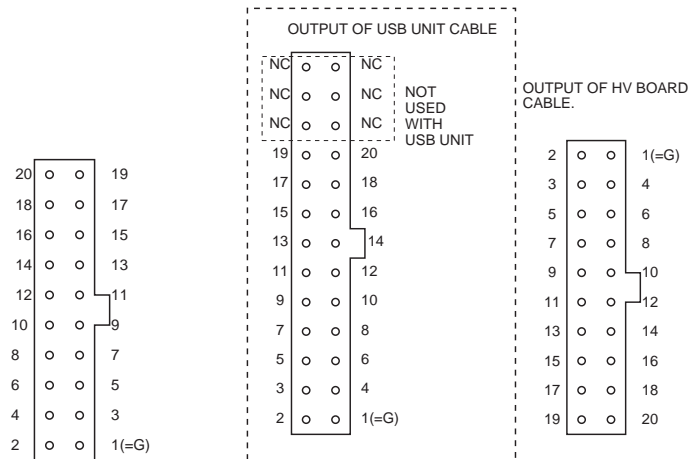 OUTPUT OF USB UNIT CABLE
NC NC
NC NC
NC NC
NOT
USED
WITH
USB UNIT
19 20
17 18
15 16
13 14
11 12
9 10
7 8
5 6
3 4
2 1(=G)
OUTPUT OF HV BOARD
CABLE.
2 1(=G)
3 4
5 6
7 8
9 10
11 12
13 14
15 16
17 18
19 20
20 19
18 17
16 15
14 13
12 11
10 9
8 7
6 5
4 3
2 1(=G)